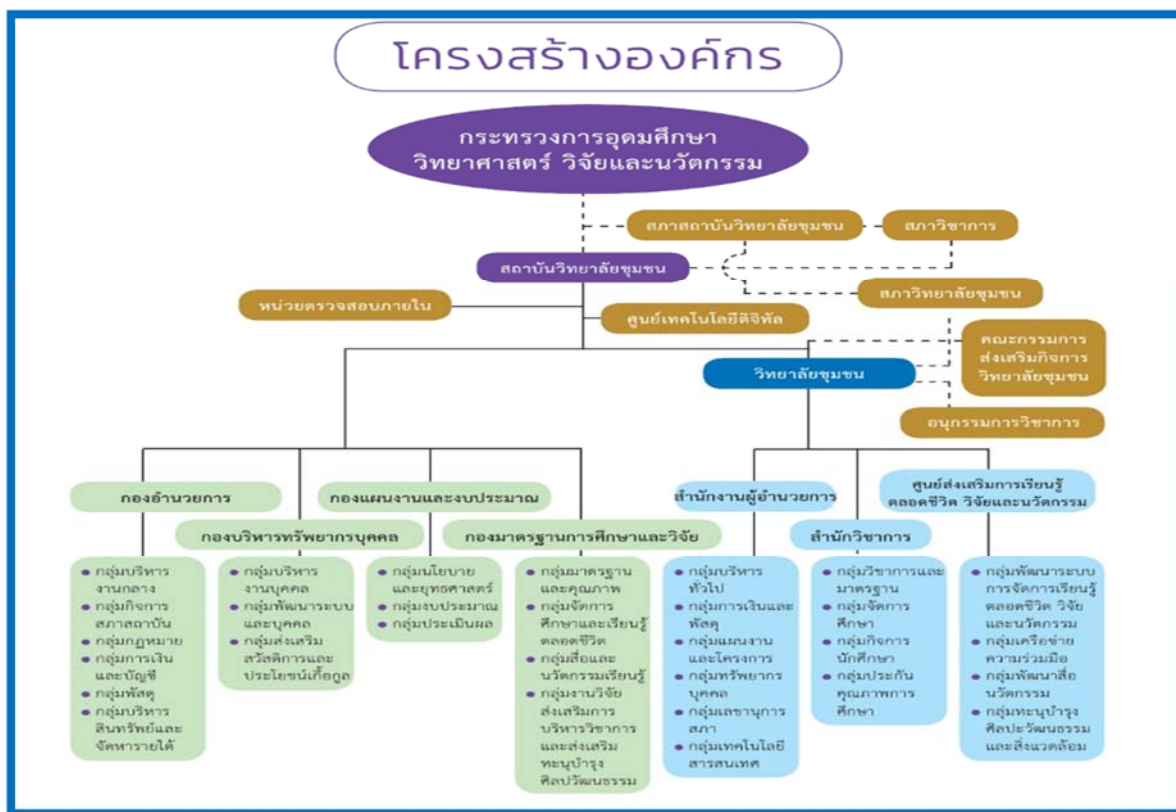 โครงสร้างองค์กร
กระทรวงการอุดมศึกษา
วิทยาศาสตร์ วิจัยและนวัตกรรม
สภาสถาบันวิทยาลัยชุมชน
สภาวิชาการ
สถาบันวิทยาลัยชุมชน
สภาวิทยาลัยชุมชน
หน่วยตรวจสอบภายใน
ศูนย์เทคโนโลยีดิจิทัล
คณะกรรมการ
ส่งเสริมกิจการ
วิทยาลัยชุมชน
วิทยาลัยชุมชน
อนุกรรมการวิชาการ
กองอำนวยการ
กองบริหารทรัพยากรบุคคล
กองแผนงานและงบประมาณ
กองมาตรฐานการศึกษาและวิจัย
สำนักงานผู้อำนวยการ
สำนักวิชาการ
ศูนย์ส่งเสริมการเรียนรู้
ตลอดชีวิต วิจัยและนวัตกรรม
• กลุ่มบริหาร
งานกลาง
• กลุ่มกิจการ
สภาสถาบัน
• กลุ่มกฎหมาย
• กลุ่มการเงิน
และบัญชี
• กลุ่มพัสดุ
• กลุ่มบริหาร
สินทรัพย์และ
จัดหารายได้
• กลุ่มบริหาร
งานบุคคล
• กลุ่มพัฒนาระบบ
และบุคคล
• กลุ่มส่งเสริม
สวัสดิการและ
ประโยชน์เกื้อกูล
• กลุ่มนโยบาย
และยุทธศาสตร์
• กลุ่มงบประมาณ
• กลุ่มประเมินผล
• กลุ่มมาตรฐาน
และคุณภาพ
• กลุ่มจัดการ
ศึกษาและเรียนรู้
ตลอดชีวิต
• กลุ่มสื่อและ
นวัตกรรมเรียนรู้
• กลุ่มงานวิจัย
ส่งเสริมการ
บริหารวิชาการ
และส่งเสริม
ทะนุบำรุง
ศิลปวัฒนธรรม
• กลุ่มบริหาร
ทั่วไป
• กลุ่มการเงินและ
พัสดุ
• กลุ่มแผนงาน
และโครงการ
• กลุ่มทรัพยากร
บุคคล
• กลุ่มเลขานุการ
สภา
• กลุ่มเทคโนโลยี
สารสนเทศ
• กลุ่มวิชาการและ
มาตรฐาน
• กลุ่มจัดการ
ศึกษา
• กลุ่มกิจการ
นักศึกษา
• กลุ่มประกัน
คุณภาพการ
ศึกษา
• กลุ่มพัฒนาระบบ
การจัดการเรียนรู้
ตลอดชีวิต วิจัย
และนวัตกรรม
• กลุ่มเครือข่าย
ความร่วมมือ
• กลุ่มพัฒนาสื่อ
นวัตกรรม
• กลุ่มทะนุบำรุง
ศิลปะวัฒนธรรม
และสิ่งแวดล้อม